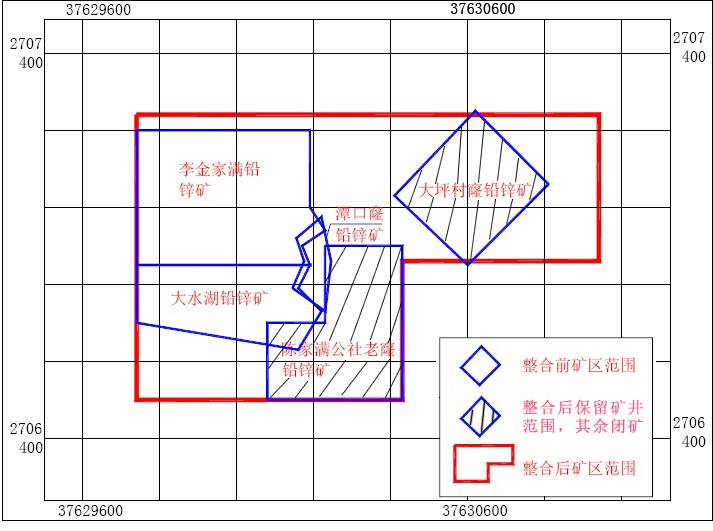 37629600
37630600
2707
400
2707
400
李金家满铅
锌矿
大坪村隆铅锌矿
潭口隆
铅锌矿
大水湖铅锌矿
陈家满公社老隆
铅锌矿
整合前矿区范围
整合后保留矿井
范围，其余闭矿
整合后矿区范围
2706
400
2706
400
37629600
37630600